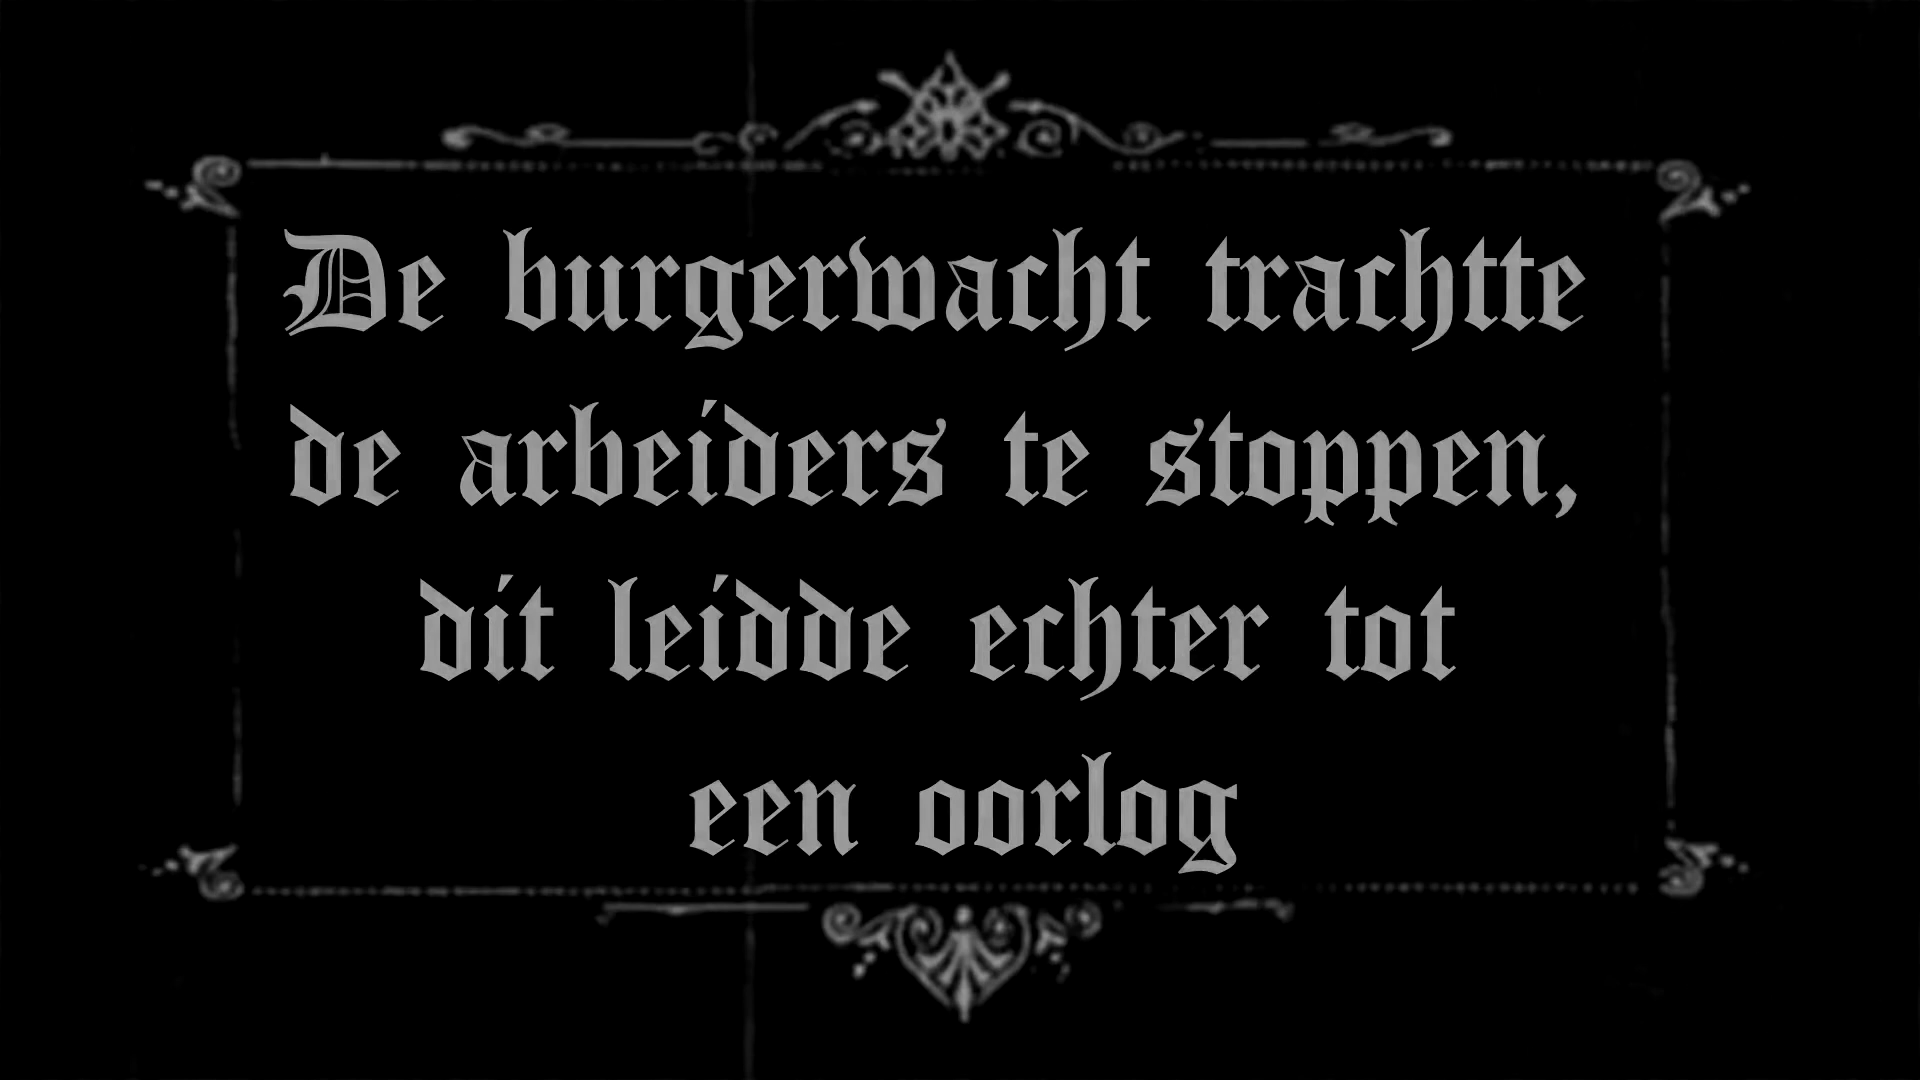 De burgerwacht trachtte
de arbeiders te stoppen,
dit leidde echter tot
een oorlog